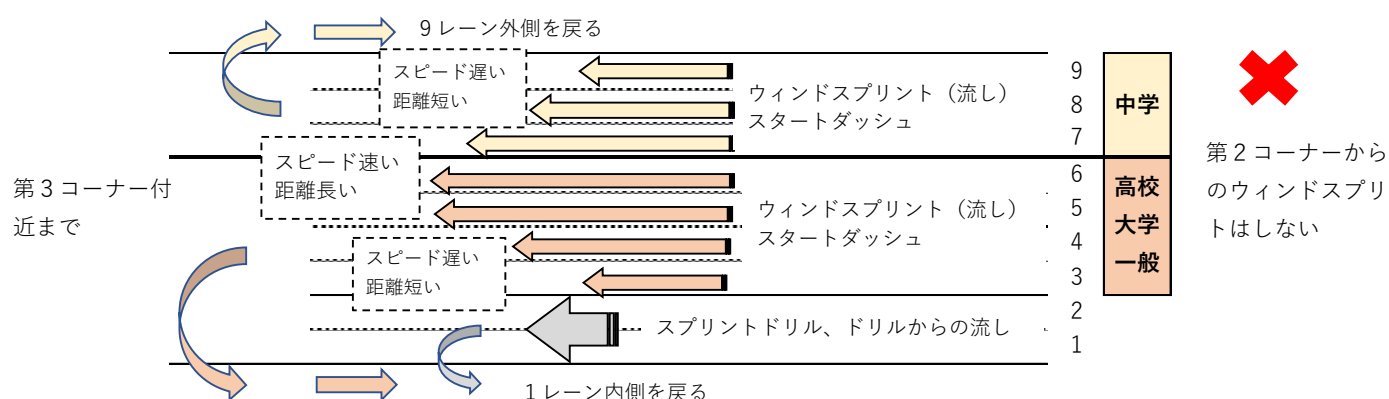 9レーン外側を戻る
スピード遅い
距離短い
ウィンドスプリント（流し）
スタートダッシュ
9
8
7
中学
スピード速い
距離長い
第3コーナー付
近まで
ウィンドスプリント（流し）
スタートダッシュ
6
5
4
3
高校
大学
一般
第2コーナーから
のウィンドスプリ
トはしない
スピード遅い
距離短い
スプリントドリル、ドリルからの流し
2
1
1レーン内側を戻る